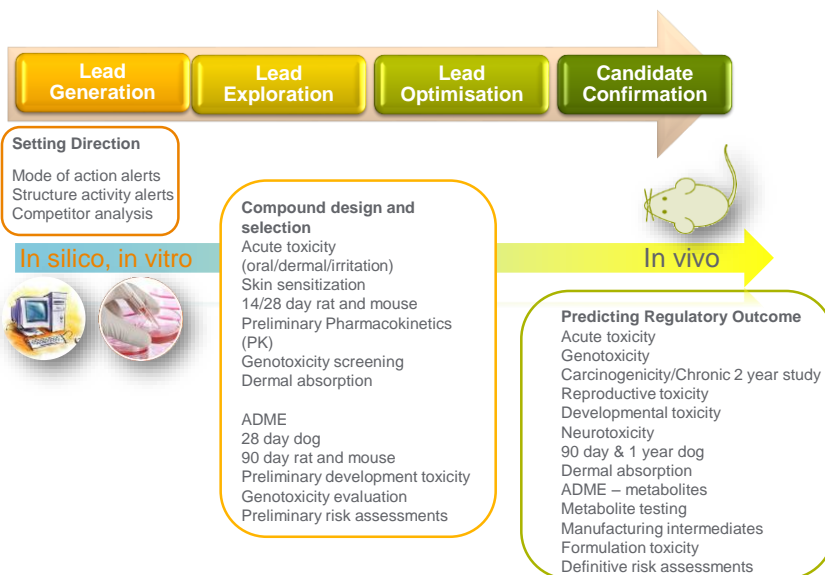 Lead
Generation
Lead
Exploration
Lead
Optimisation
Candidate
Confirmation
Setting Direction
Mode of action alerts
Structure activity alerts
Competitor analysis
In silico, in vitro
Compound design and
selection
Acute toxicity
(oral/dermal/irritation)
Skin sensitization
14/28 day rat and mouse
Preliminary Pharmacokinetics
(PK)
Genotoxicity screening
Dermal absorption
ADME
28 day dog
90 day rat and mouse
Preliminary development toxicity
Genotoxicity evaluation
Preliminary risk assessments
In vivo
Predicting Regulatory Outcome
Acute toxicity
Genotoxicity
Carcinogenicity/Chronic 2 year study
Reproductive toxicity
Developmental toxicity
Neurotoxicity
90 day & 1 year dog
Dermal absorption
ADME – metabolites
Metabolite testing
Manufacturing intermediates
Formulation toxicity
Definitive risk assessments